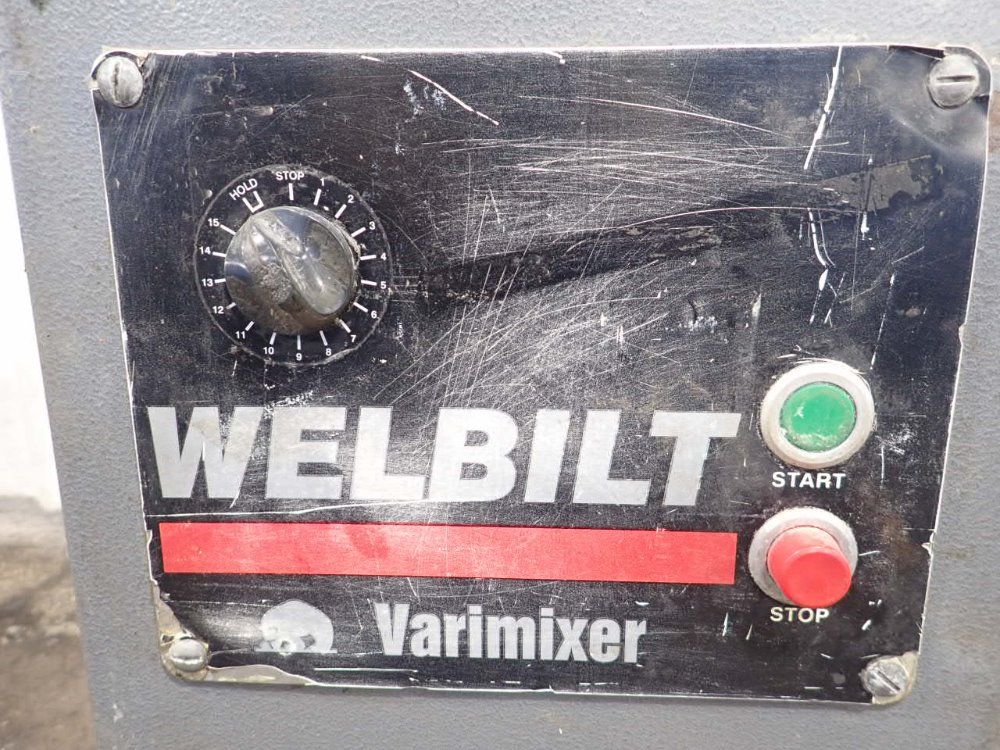 HOLD STOP 1 2 3 4 5 6 7 8 9 10 11 12 13 14 15
WELBILT
START
STOP
Varimixer